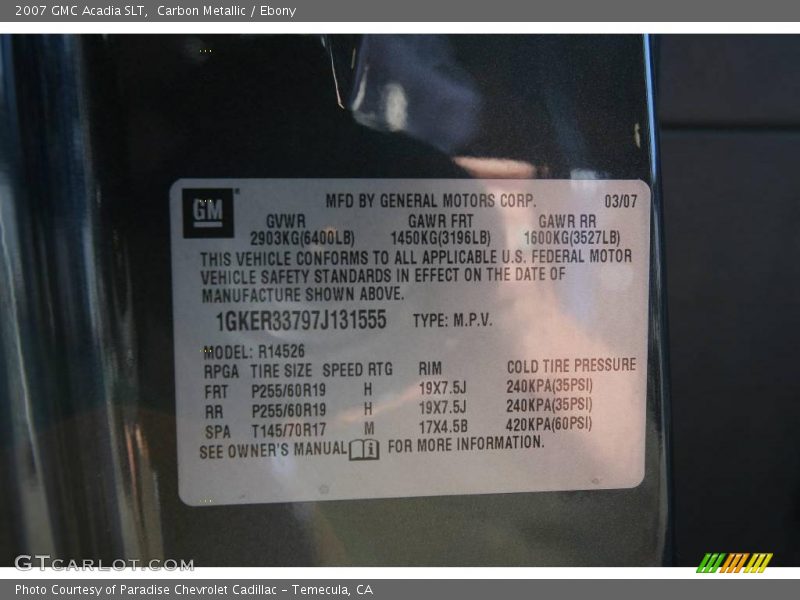 2007 GMC Acadia SLT,  Carbon Metallic / Ebony
GM
MFD BY GENERAL MOTORS CORP. 03/07
GVWR GAWR FRT GAWR RR
2903KG(6400LB) 1450KG(3196LB) 1600KG(3527LB)
THIS VEHICLE CONFORMS TO ALL APPLICABLE U.S. FEDERAL MOTOR
VEHICLE SAFETY STANDARDS IN EFFECT ON THE DATE OF
MANUFACTURE SHOWN ABOVE.
1GKER33797J131555 TYPE: M.P.V.
MODEL: R14526
RPGA TIRE SIZE SPEED RTG RIM COLD TIRE PRESSURE
FRT P255/60R19 H 19X7.5J 240KPA(35PSI)
RR P255/60R19 H 19X7.5J 240KPA(35PSI)
SPA T145/70R17 M 17X4.5B 420KPA(60PSI)
SEE OWNER'S MANUAL i FOR MORE INFORMATION.
GTCARLOT.COM
Photo Courtesy of Paradise Chevrolet Cadillac - Temecula, CA